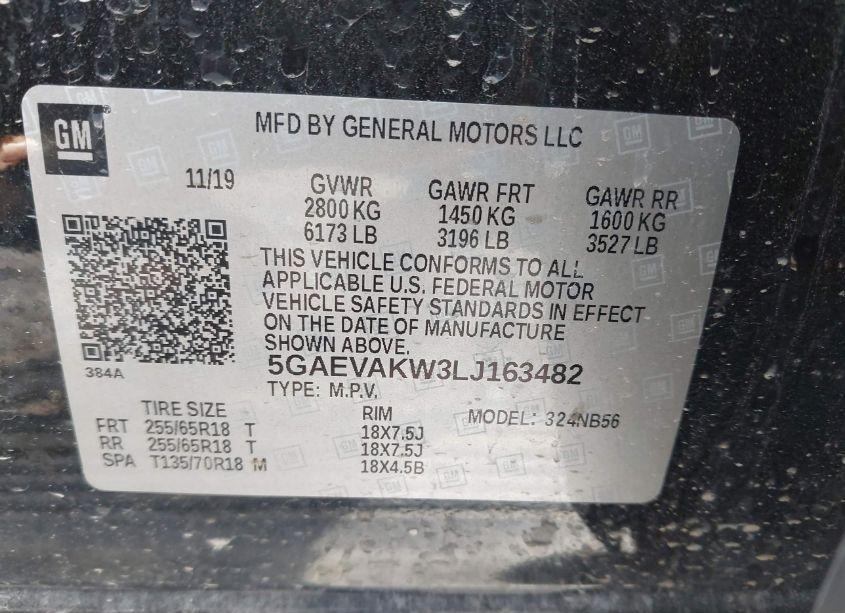 GM
MFD BY GENERAL MOTORS LLC
11/19
GVWR GAWR FRT GAWR RR
2800 KG 1450 KG 1600 KG
6173 LB 3196 LB 3527 LB
THIS VEHICLE CONFORMS TO ALL
APPLICABLE U.S. FEDERAL MOTOR
VEHICLE SAFETY STANDARDS IN EFFECT
ON THE DATE OF MANUFACTURE
SHOWN ABOVE.
384A
5GAEVAKW3LJ163482
TYPE: M.P.V.
MODEL: 324NB56
TIRE SIZE RIM
FRT 255/65R18 T 18X7.5J
RR 255/65R18 T 18X7.5J
SPA T135/70R18 M 18X4.5B